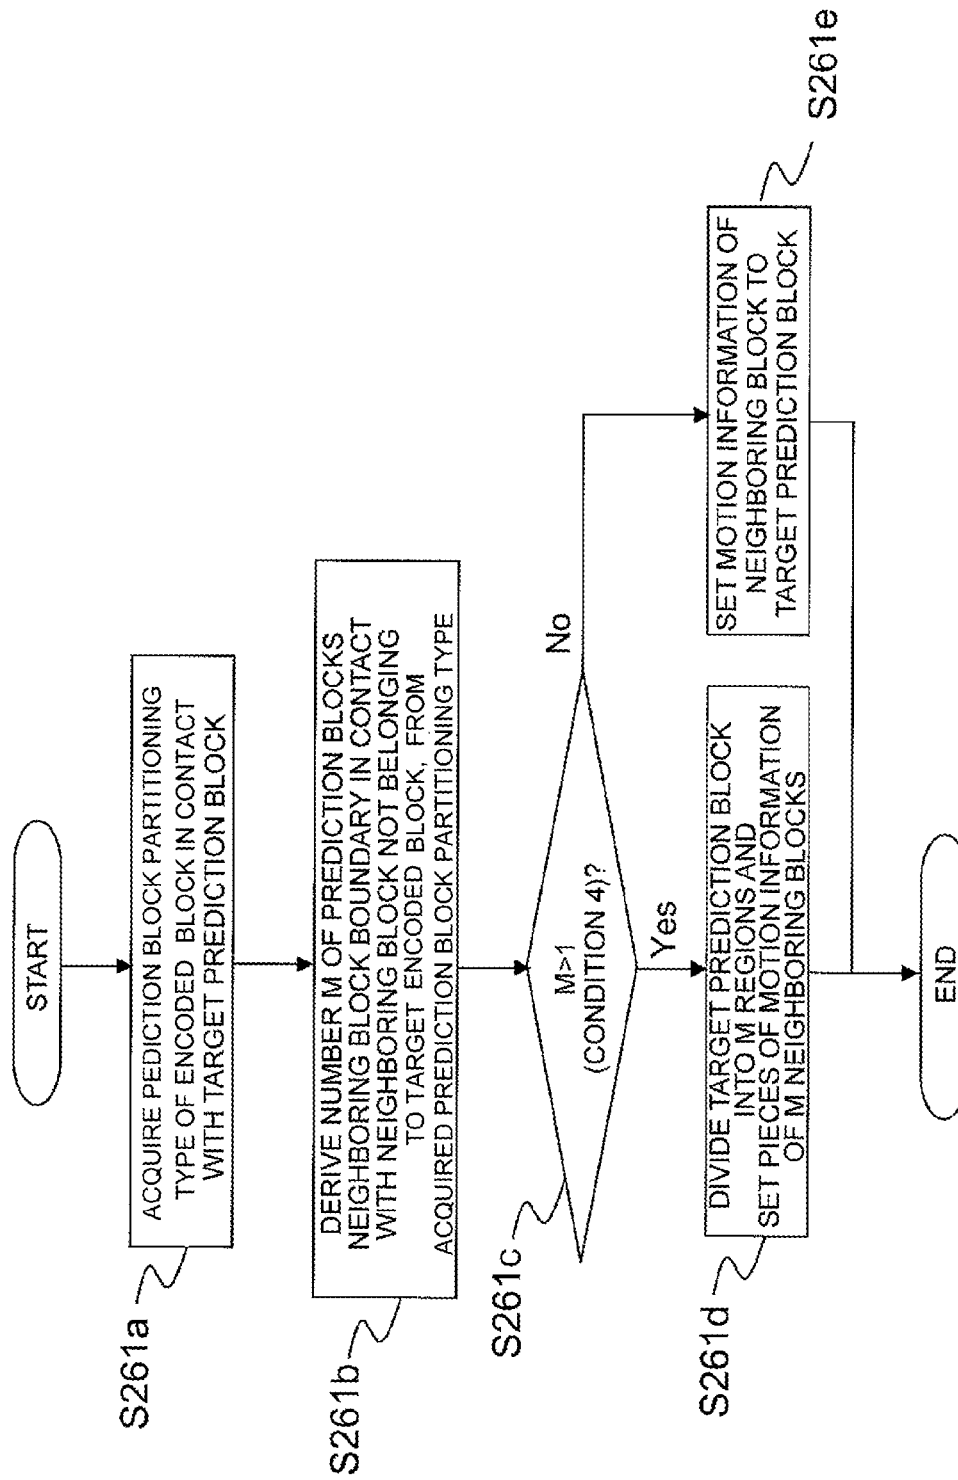 START
ACQUIRE PEDICTION BLOCK PARTITIONING
TYPE OF ENCODED BLOCK IN CONTACT
WITH TARGET PREDICTION BLOCK
S261a
DERIVE NUMBER M OF PREDICTION BLOCKS
NEIGHBORING BLOCK BOUNDARY IN CONTACT
WITH NEIGHBORING BLOCK NOT BELONGING
TO TARGET ENCODED BLOCK, FROM
ACQUIRED PREDICTION BLOCK PARTITIONING TYPE
S261b
M>1
(CONDITION 4)?
S261c
No
Yes
DIVIDE TARGET PREDICTION BLOCK
INTO M REGIONS AND
SET PIECES OF MOTION INFORMATION
OF M NEIGHBORING BLOCKS
S261d
SET MOTION INFORMATION OF
NEIGHBORING BLOCK TO
TARGET PREDICTION BLOCK
S261e
END